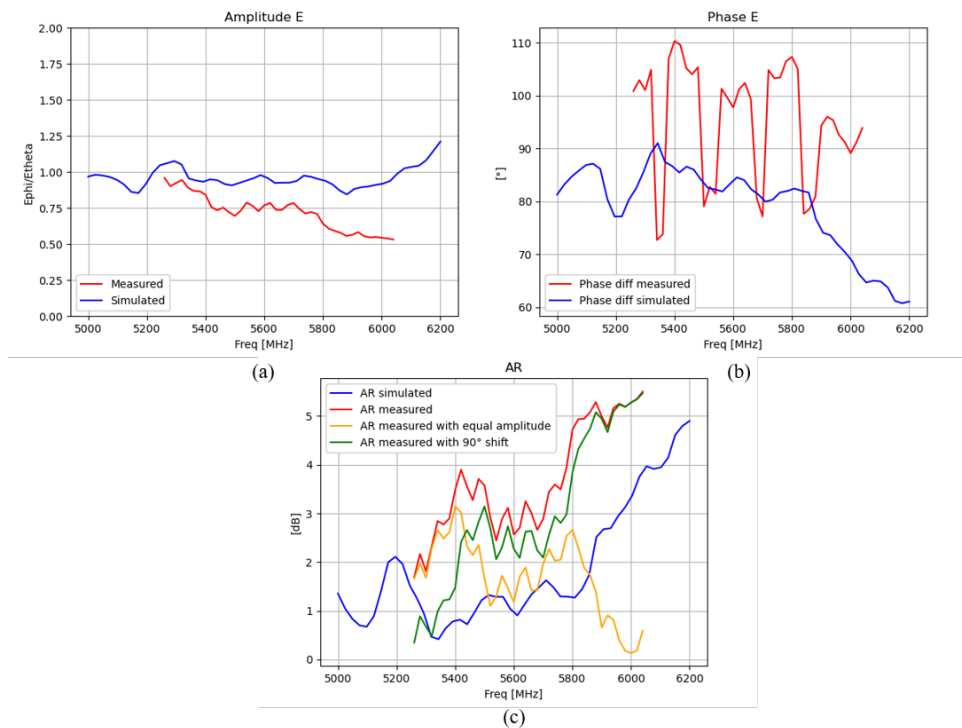 Amplitude E
2.00
1.75
1.50
1.25
1.00
0.75
0.50
0.25
0.00
Ephi/Etheta
Measured
Simulated
5000 5200 5400 5600 5800 6000 6200
Freq [MHz]
(a)
Phase E
110
100
90
80
70
60
[°]
Phase diff measured
Phase diff simulated
5000 5200 5400 5600 5800 6000 6200
Freq [MHz]
(b)
AR
5
4
3
2
1
0
[dB]
AR simulated
AR measured
AR measured with equal amplitude
AR measured with 90° shift
5000 5200 5400 5600 5800 6000 6200
Freq [MHz]
(c)